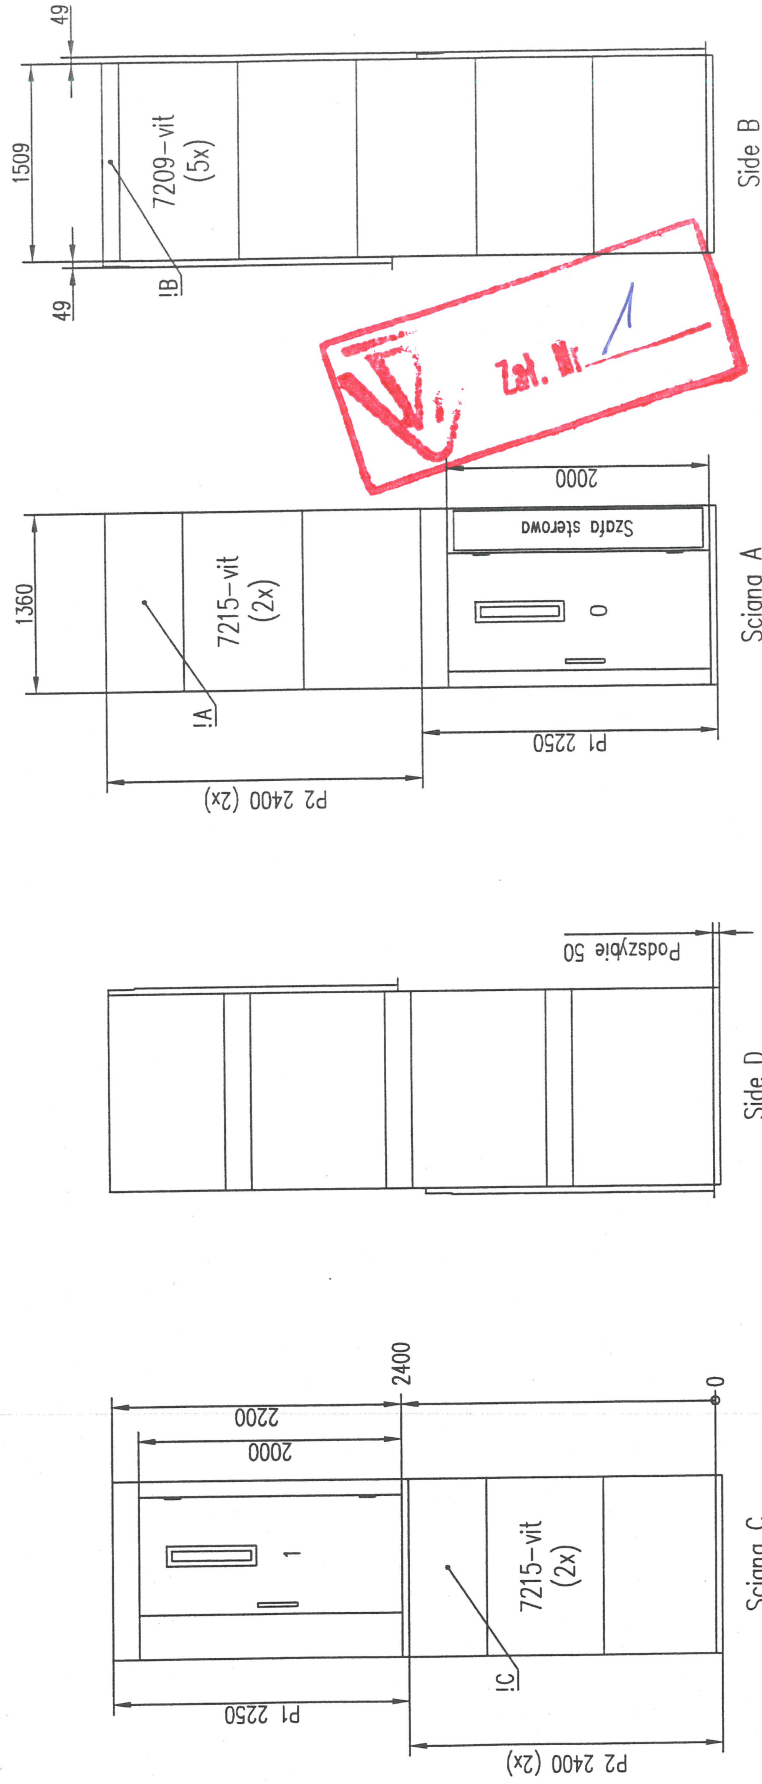 49
1509
49
7209-vit
(5x)
!B
Side B
1360
7215-vit
(2x)
!A
P2 2400 (2x)
P1 2250
2000
Szafa sterowa
0
Sciana A
Zał. Nr 1
Podszybie 50
Side D
2400
2200
2000
0
1
7215-vit
(2x)
!C
P1 2250
P2 2400 (2x)
Sciana C